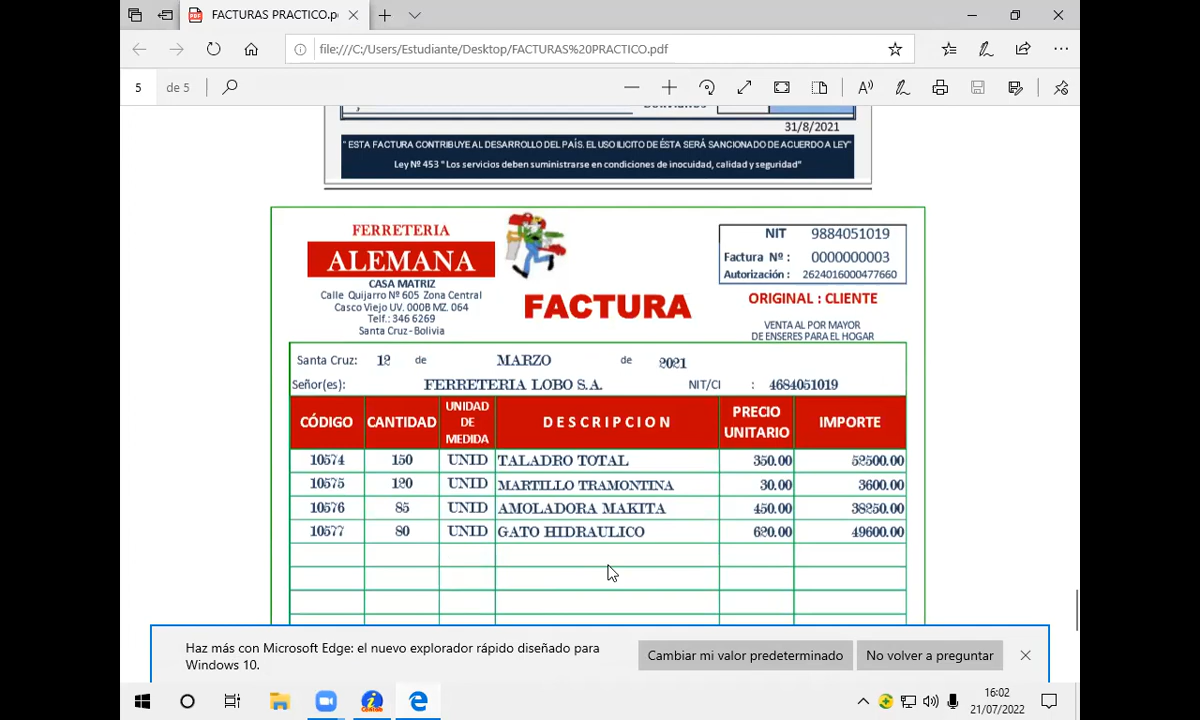 FACTURAS PRACTICO.p
file:///C:/Users/Estudiante/Desktop/FACTURAS%20PRACTICO.pdf
5 de 5
31/8/2021
" ESTA FACTURA CONTRIBUYE AL DESARROLLO DEL PAÍS. EL USO ILICITO DE ÉSTA SERÁ SANCIONADO DE ACUERDO A LEY"
Ley Nº 453 " Los servicios deben suministrarse en condiciones de inocuidad, calidad y seguridad"
FERRETERIA
ALEMANA
CASA MATRIZ
Calle Quijarro Nº 605 Zona Central
Casco Viejo UV. 000B MZ. 064
Telf.: 346 6269
Santa Cruz - Bolivia
FACTURA
NIT 9884051019
Factura Nº : 0000000003
Autorización : 2624016000477660
ORIGINAL : CLIENTE
VENTA AL POR MAYOR
DE ENSERES PARA EL HOGAR
Santa Cruz: 12 de MARZO de 2021
Señor(es): FERRETERIA LOBO S.A. NIT/CI : 4684051019
CÓDIGO CANTIDAD UNIDAD DE MEDIDA DESCRIPCION PRECIO UNITARIO IMPORTE
10574 150 UNID TALADRO TOTAL 350.00 52500.00
10575 120 UNID MARTILLO TRAMONTINA 30.00 3600.00
10576 85 UNID AMOLADORA MAKITA 450.00 38250.00
10577 80 UNID GATO HIDRAULICO 620.00 49600.00
Haz más con Microsoft Edge: el nuevo explorador rápido diseñado para
Windows 10.
Cambiar mi valor predeterminado
No volver a preguntar
16:02
21/07/2022